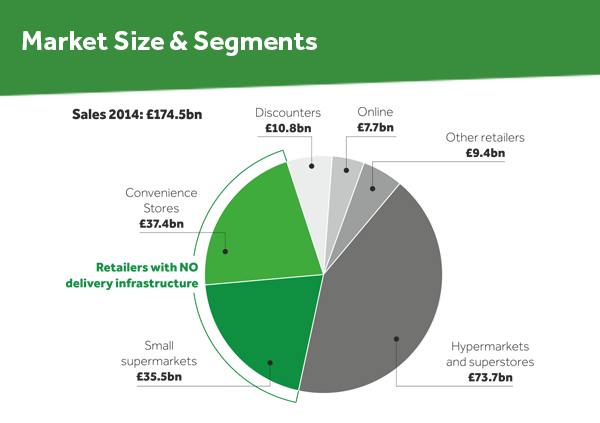 Market Size & Segments
Sales 2014: £174.5bn
Discounters
£10.8bn
Online
£7.7bn
Other retailers
£9.4bn
Convenience
Stores
£37.4bn
Retailers with NO
delivery infrastructure
Small
supermarkets
£35.5bn
Hypermarkets
and superstores
£73.7bn